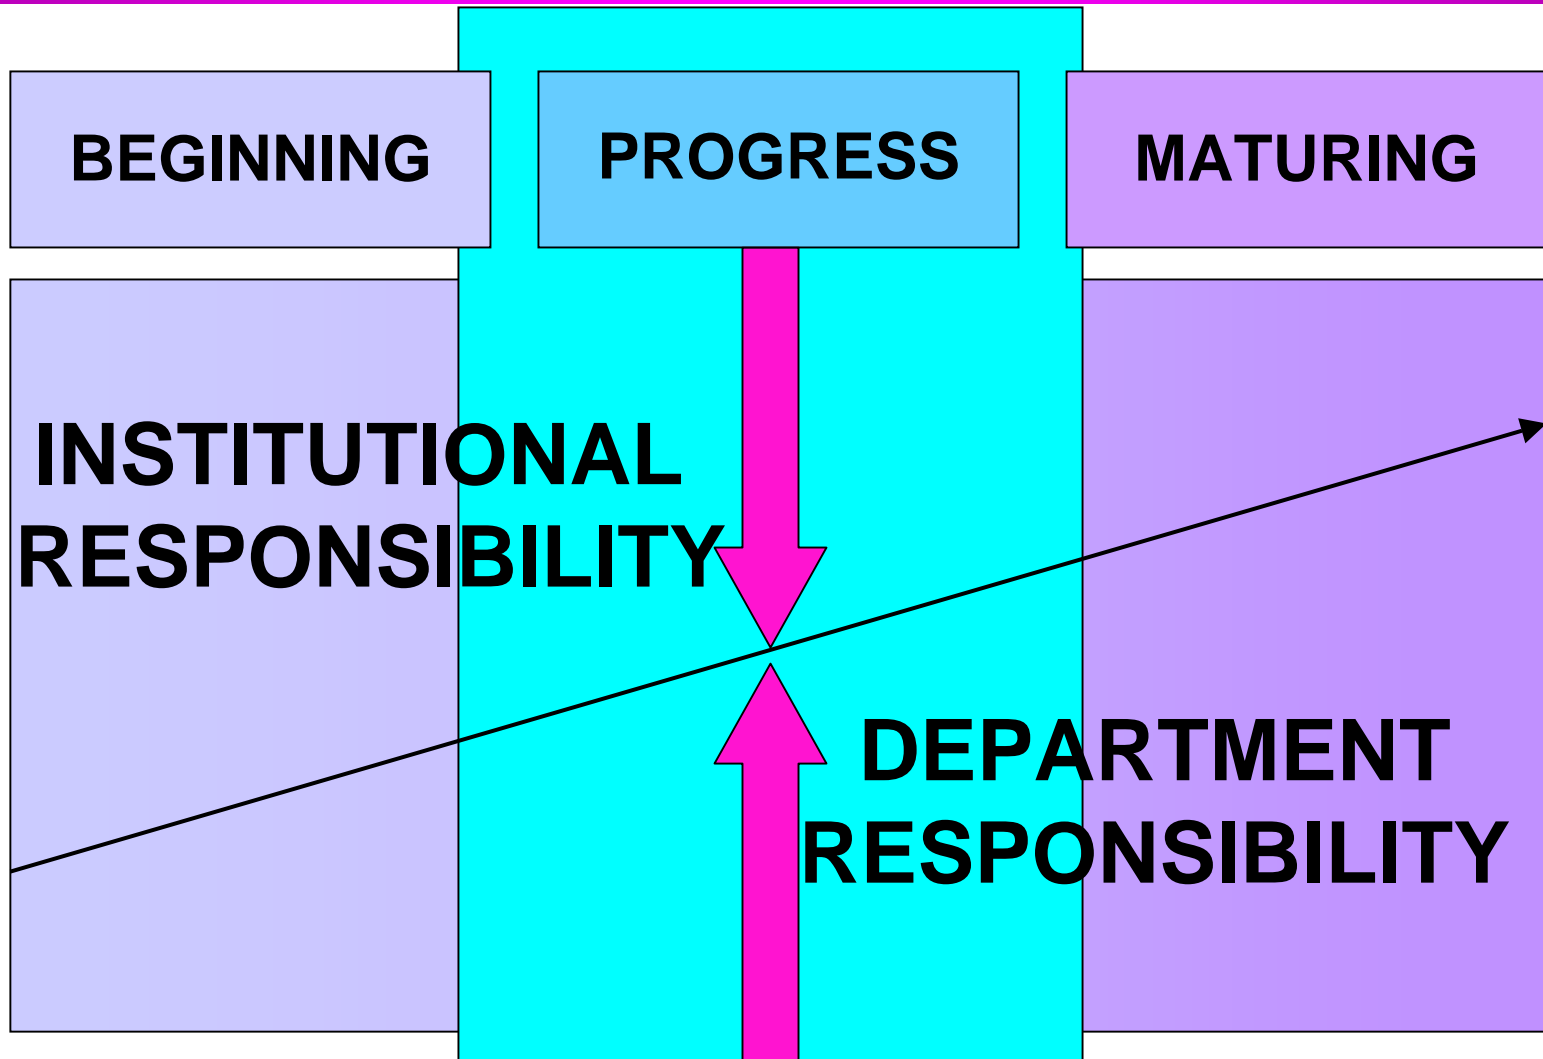 BEGINNING
PROGRESS
MATURING
INSTITUTIONAL
RESPONSIBILITY
DEPARTMENT
RESPONSIBILITY